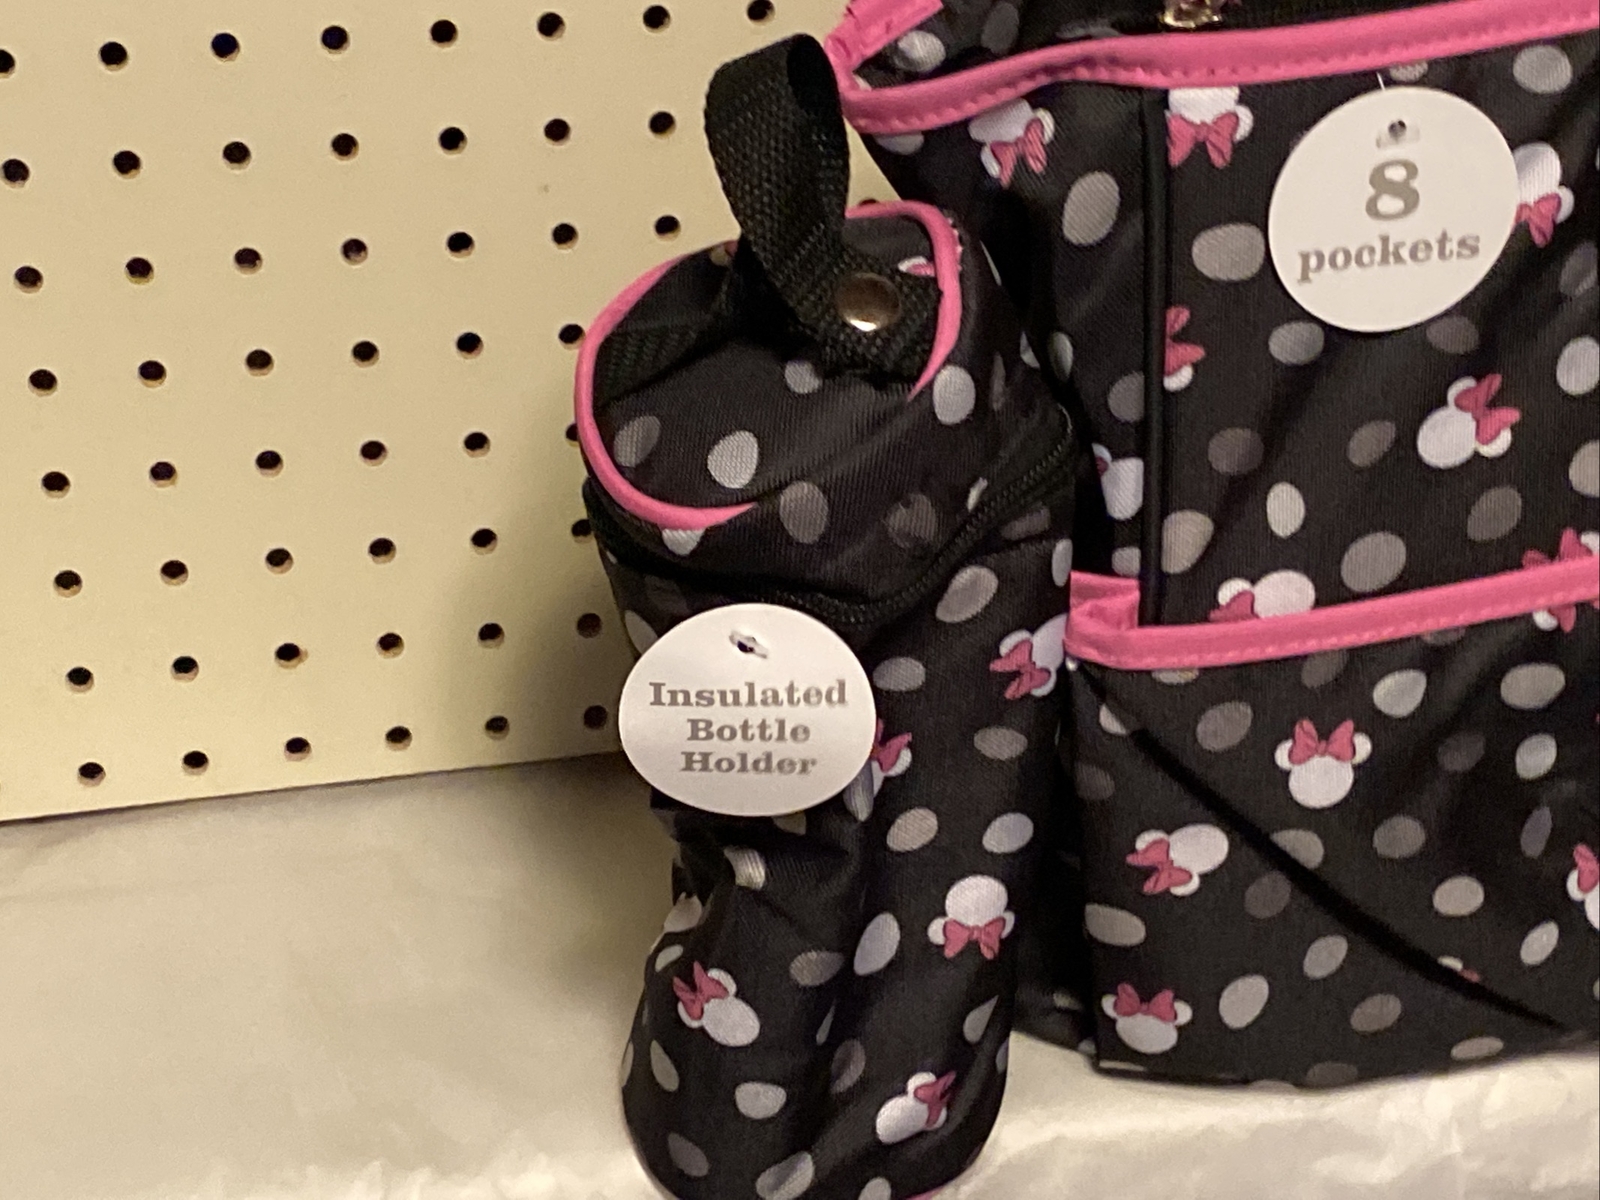 8
pockets
Insulated
Bottle
Holder